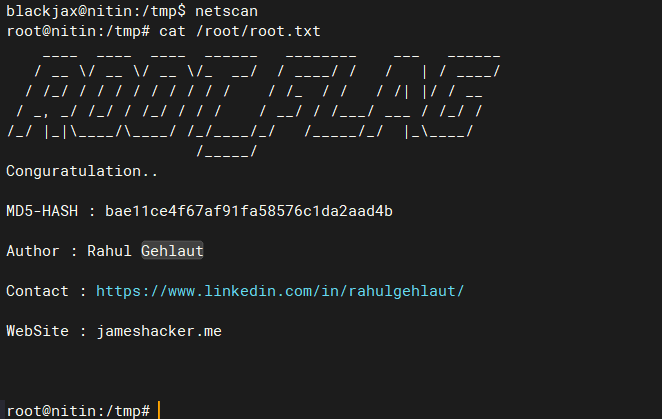 blackjax@nitin:/tmp$ netscan
root@nitin:/tmp# cat /root/root.txt
ROOT_FLAG
Conguratulation..
MD5-HASH : bae11ce4f67af91fa58576c1da2aad4b
Author : Rahul Gehlaut
Contact : https://www.linkedin.com/in/rahulgehlaut/
WebSite : jameshacker.me
root@nitin:/tmp#